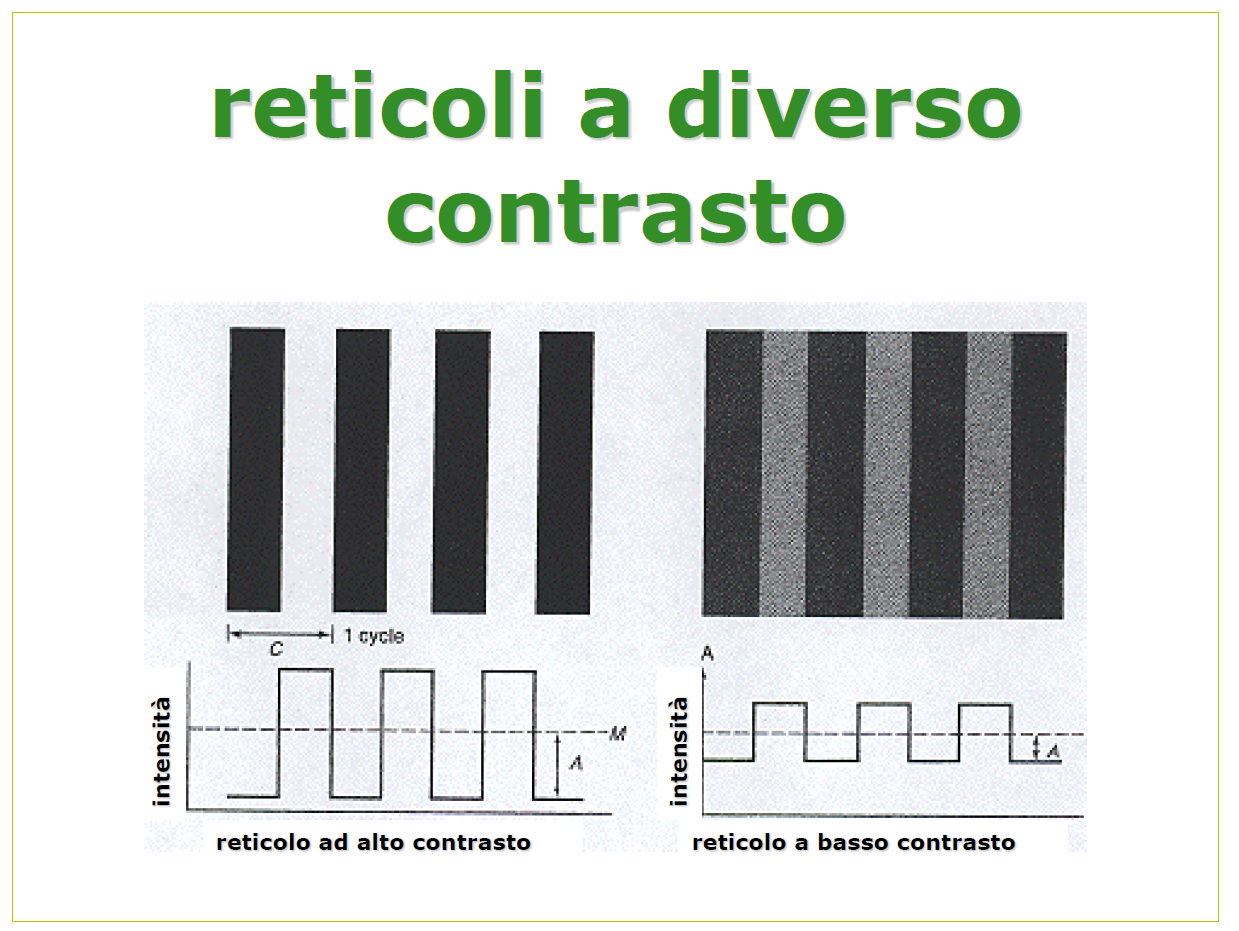 reticoli a diverso
contrasto
1 cycle
C
A
intensità
M
A
intensità
A
reticolo ad alto contrasto
reticolo a basso contrasto